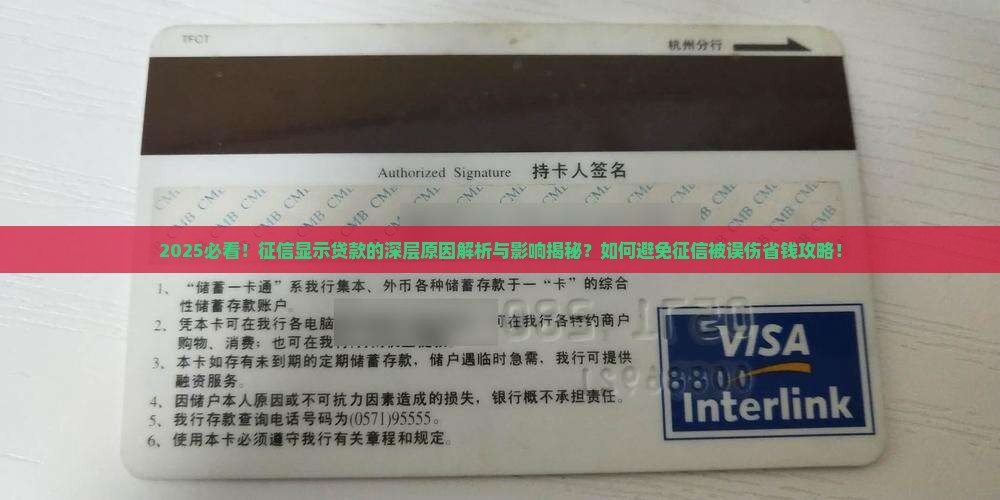 TFCT
杭州分行
Authorized Signature 持卡人签名
CMB CMB CMB CMB CMB
2025必看！征信显示贷款的深层原因解析与影响揭秘？如何避免征信被误伤省钱攻略！
1、“储蓄一卡通”系我行集本、外币各种储蓄存款于一“卡”的综合
性储蓄存款账户
2、凭本卡可在我行各电脑 可在我行各特约商户
购物、消费；也可在我
3、本卡如存有未到期的定期储蓄存款，储户遇临时急需，我行可提供
融资服务。
4、因储户本人原因或不可抗力因素造成的损失，银行概不承担责任。
5、我行存款查询电话号码为(0571)95555。
6、使用本卡必须遵守我行有关章程和规定。
VISA
Interlink